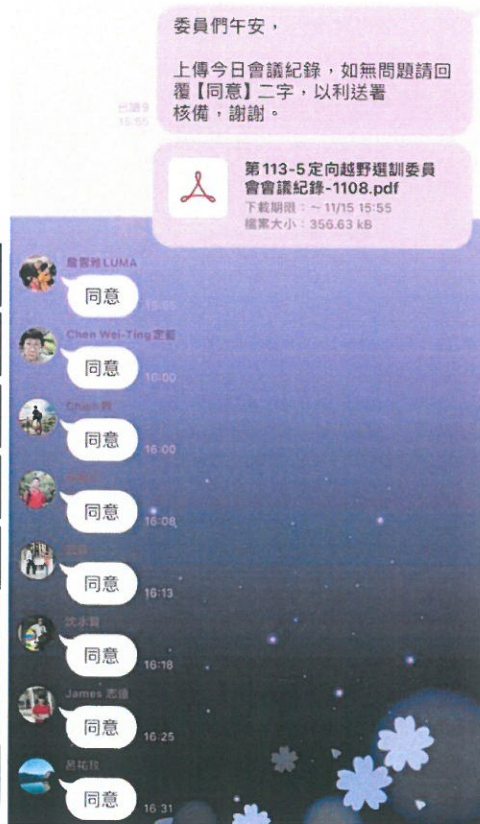 委員們午安，
上傳今日會議紀錄，如無問題請回
覆【同意】二字，以利送署
核備，謝謝。
已讀 9
15:55
第113-5定向越野選訓委員
會會議紀錄-1108.pdf
下載期限：～11/15 15:55
檔案大小：356.63 kB
LUMA
同意
Chen Wei-Ting
同意
16:00
同意
16:00
同意
16:08
同意
16:13
同意
16:18
James 志遠
同意
16:25
同意
16:31